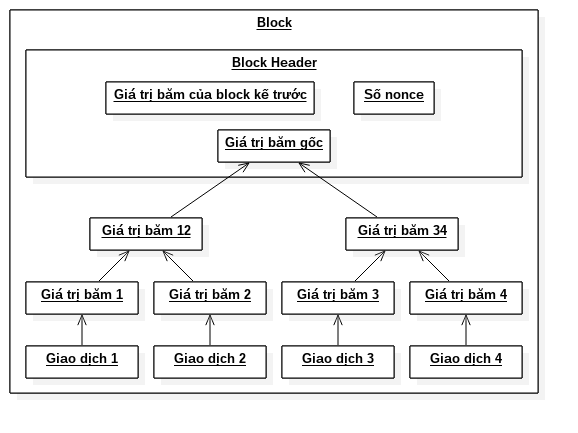 Block
Block Header
Giá trị băm của block kế trước
Số nonce
Giá trị băm gốc
Giá trị băm 12
Giá trị băm 34
Giá trị băm 1
Giá trị băm 2
Giá trị băm 3
Giá trị băm 4
Giao dịch 1
Giao dịch 2
Giao dịch 3
Giao dịch 4